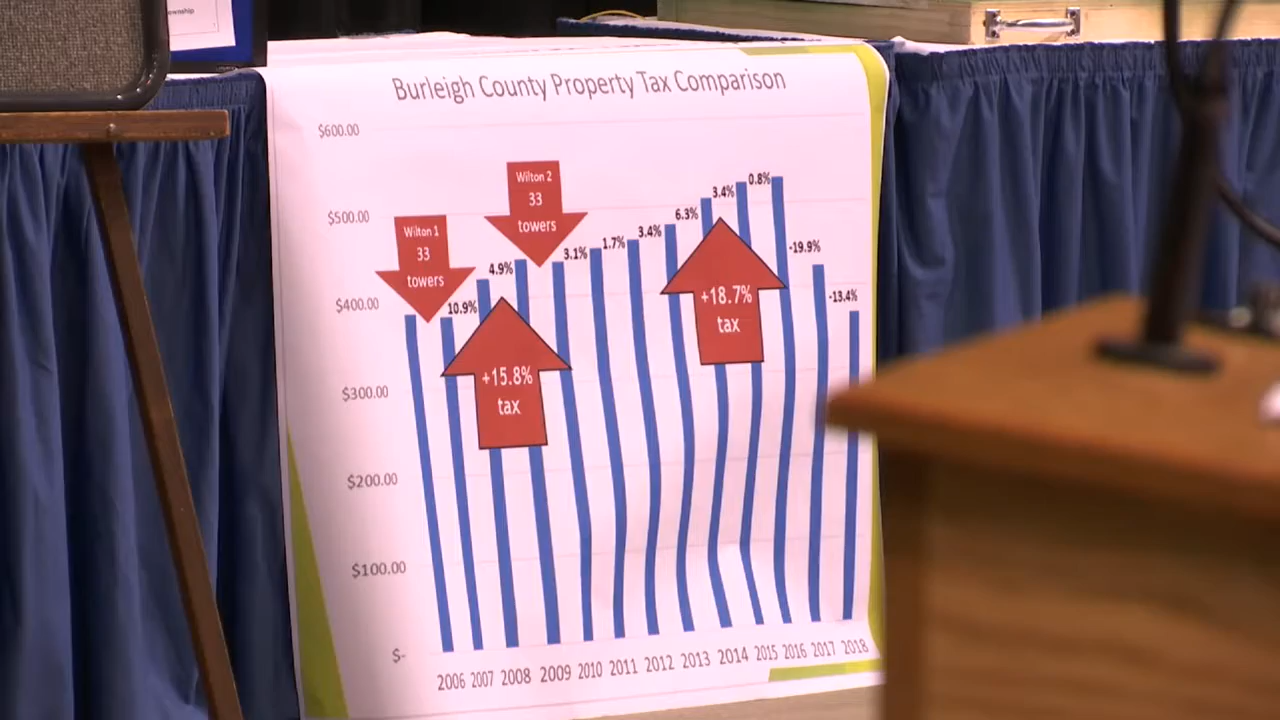 ownship
Burleigh County Property Tax Comparison
$600.00
$500.00
$400.00
$300.00
$200.00
$100.00
$-
Wilton 1
33
towers
Wilton 2
33
towers
10.9%
4.9%
3.1%
1.7%
3.4%
6.3%
3.4%
0.8%
-19.9%
-13.4%
+15.8%
tax
+18.7%
tax
2006 2007 2008 2009 2010 2011 2012 2013 2014 2015 2016 2017 2018